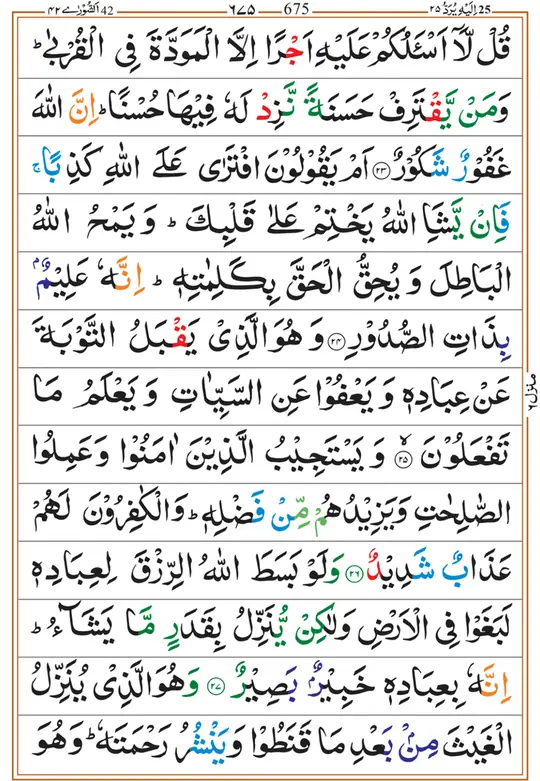 اَلشُّوْرٰى ٤٢ 42 — ٦٧٥ — 675 — اِلَيْهِ يُرَدُّ ٢٥ 25
قُلْ لَّاۤ اَسْـَٔلُكُمْ عَلَيْهِ اَجْرًا اِلَّا الْمَوَدَّةَ فِى الْقُرْبٰىؕ
وَمَنْ يَّقْتَرِفْ حَسَنَةً نَّزِدْ لَهٗ فِيْهَا حُسْنًاؕ اِنَّ اللّٰهَ
غَفُوْرٌ شَكُوْرٌ ۝٢٣ اَمْ يَقُوْلُوْنَ افْتَرٰى عَلَى اللّٰهِ كَذِبًاۚ
فَاِنْ يَّشَاِ اللّٰهُ يَخْتِمْ عَلٰى قَلْبِكَؕ وَ يَمْحُ اللّٰهُ
الْبَاطِلَ وَ يُحِقُّ الْحَقَّ بِكَلِمٰتِهٖؕ اِنَّهٗ عَلِيْمٌۢ
بِذَاتِ الصُّدُوْرِ ۝٢٤ وَ هُوَ الَّذِىْ يَقْبَلُ التَّوْبَةَ
عَنْ عِبَادِهٖ وَ يَعْفُوْا عَنِ السَّيِّاٰتِ وَ يَعْلَمُ مَا
تَفْعَلُوْنَ ۙ‏۝٢٥ وَ يَسْتَجِيْبُ الَّذِيْنَ اٰمَنُوْا وَ عَمِلُوا
الصّٰلِحٰتِ وَ يَزِيْدُهُمْ مِّنْ فَضْلِهٖؕ وَالْكٰفِرُوْنَ لَهُمْ
عَذَابٌ شَدِيْدٌ ۝٢٦ وَلَوْ بَسَطَ اللّٰهُ الرِّزْقَ لِعِبَادِهٖ
لَبَغَوْا فِى الْاَرْضِ وَلٰكِنْ يُّنَزِّلُ بِقَدَرٍ مَّا يَشَآءُؕ
اِنَّهٗ بِعِبَادِهٖ خَبِيْرٌۢ بَصِيْرٌ ۝٢٧ وَهُوَ الَّذِىْ يُنَزِّلُ
الْغَيْثَ مِنْۢ بَعْدِ مَا قَنَطُوْا وَيَنْشُرُ رَحْمَتَهٗؕ وَهُوَ
منزل ٦